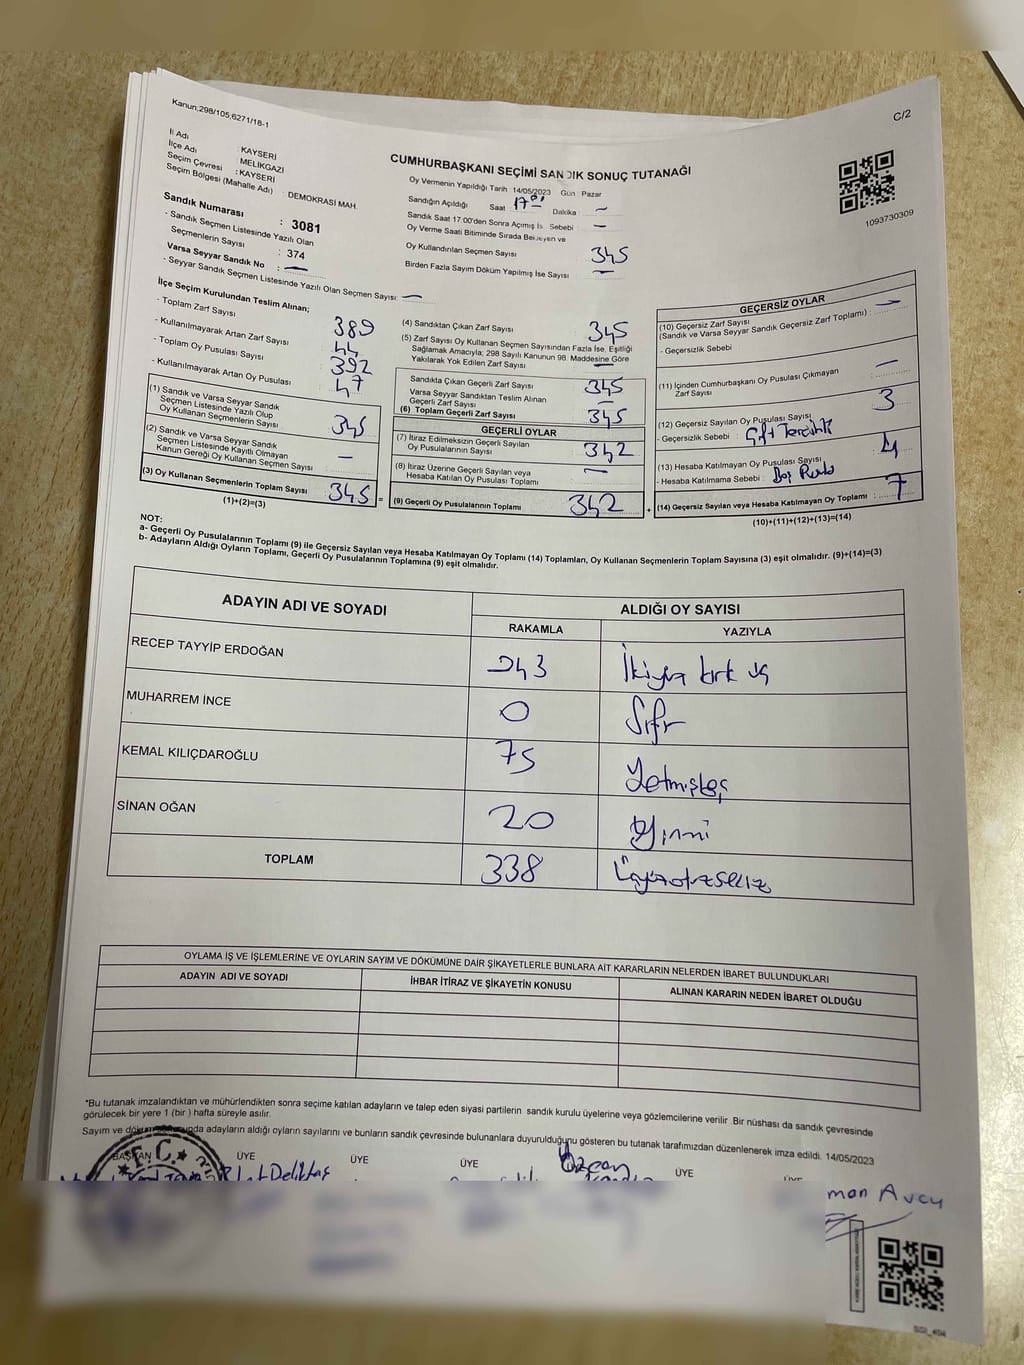 Kanun,298/105,6271/18-1
C/2
İl Adı : KAYSERİ
İlçe Adı : MELİKGAZİ
Seçim Çevresi : KAYSERİ
Seçim Bölgesi (Mahalle Adı) : DEMOKRASI MAH.
Sandık Numarası : 3081
- Sandık Seçmen Listesinde Yazılı Olan
Seçmenlerin Sayısı : 374
Varsa Seyyar Sandık No : —
- Seyyar Sandık Seçmen Listesinde Yazılı Olan Seçmen Sayısı: —
CUMHURBAŞKANI SEÇİMİ SANDIK SONUÇ TUTANAĞI
Oy Vermenin Yapıldığı Tarih 14/05/2023 Gün : Pazar
Sandığın Açıldığı Saat : 17 Dakika : —
Sandık Saat 17:00'den Sonra Açılmış İse Sebebi : —
Oy Verme Saati Bitiminde Sırada Bekleyen ve
Oy Kullandırılan Seçmen Sayısı 345
Birden Fazla Sayım Döküm Yapılmış İse Sayısı —
1093730309
İlçe Seçim Kurulundan Teslim Alınan;
- Toplam Zarf Sayısı 389
- Kullanılmayarak Artan Zarf Sayısı 44
- Toplam Oy Pusulası Sayısı 392
- Kullanılmayarak Artan Oy Pusulası 47
(1) Sandık ve Varsa Seyyar Sandık
Seçmen Listesinde Yazılı Olup
Oy Kullanan Seçmenlerin Sayısı 345
(2) Sandık ve Varsa Seyyar Sandık
Seçmen Listesinde Kayıtlı Olmayan
Kanun Gereği Oy Kullanan Seçmen Sayısı —
(3) Oy Kullanan Seçmenlerin Toplam Sayısı 345 =
(1)+(2)=(3)
(4) Sandıktan Çıkan Zarf Sayısı : 345
(5) Zarf Sayısı Oy Kullanan Seçmen Sayısından Fazla İse, Eşitliği
Sağlamak Amacıyla; 298 Sayılı Kanunun 98. Maddesine Göre
Yakılarak Yok Edilen Zarf Sayısı : —
Sandıkta Çıkan Geçerli Zarf Sayısı 345
Varsa Seyyar Sandıktan Teslim Alınan
Geçerli Zarf Sayısı : —
(6) Toplam Geçerli Zarf Sayısı : 345
GEÇERLİ OYLAR
(7) İtiraz Edilmeksizin Geçerli Sayılan
Oy Pusulalarının Sayısı : 342
(8) İtiraz Üzerine Geçerli Sayılan veya
Hesaba Katılan Oy Pusulası Toplamı : —
(9) Geçerli Oy Pusulalarının Toplamı 342 +
GEÇERSİZ OYLAR
(10) Geçersiz Zarf Sayısı
(Sandık ve Varsa Seyyar Sandık Geçersiz Zarf Toplamı) : —
- Geçersizlik Sebebi :
(11) İçinden Cumhurbaşkanı Oy Pusulası Çıkmayan
Zarf Sayısı : —
(12) Geçersiz Sayılan Oy Pusulası Sayısı 3
- Geçersizlik Sebebi : Çift
(13) Hesaba Katılmayan Oy Pusulası Sayısı 4
- Hesaba Katılmama Sebebi : Boş
(14) Geçersiz Sayılan veya Hesaba Katılmayan Oy Toplamı : 7
(10)+(11)+(12)+(13)=(14)
NOT:
a- Geçerli Oy Pusulalarının Toplamı (9) ile Geçersiz Sayılan veya Hesaba Katılmayan Oy Toplamı (14) Toplamları, Oy Kullanan Seçmenlerin Toplam Sayısına (3) eşit olmalıdır. (9)+(14)=(3)
b- Adayların Aldığı Oyların Toplamı, Geçerli Oy Pusulalarının Toplamına (9) eşit olmalıdır.
ADAYIN ADI VE SOYADI ALDIĞI OY SAYISI
RAKAMLA YAZIYLA
RECEP TAYYİP ERDOĞAN 243 İkiyüz kırk üç
MUHARREM İNCE 0 Sıfır
KEMAL KILIÇDAROĞLU 75 Yetmişbeş
SİNAN OĞAN 20 Yirmi
TOPLAM 338 Üçyüzotuzsekiz
OYLAMA İŞ VE İŞLEMLERİNE VE OYLARIN SAYIM VE DÖKÜMÜNE DAİR ŞİKAYETLERLE BUNLARA AİT KARARLARIN NELERDEN İBARET BULUNDUKLARI
ADAYIN ADI VE SOYADI İHBAR İTİRAZ VE ŞİKAYETİN KONUSU ALINAN KARARIN NEDEN İBARET OLDUĞU
*Bu tutanak imzalandıktan ve mühürlendikten sonra seçime katılan adayların ve talep eden siyasi partilerin sandık kurulu üyelerine veya gözlemcilerine verilir. Bir nüshası da sandık çevresinde
görülecek bir yere 1 (bir) hafta süreyle asılır.
Sayım ve döküm sonunda adayların aldığı oyların sayılarını ve bunların sandık çevresinde bulunanlara duyurulduğunu gösteren bu tutanak tarafımızdan düzenlenerek imza edildi. 14/05/2023
BAŞKAN ÜYE ÜYE ÜYE ÜYE ÜYE
T.C.
Deliktaş
Özcan
Avcu